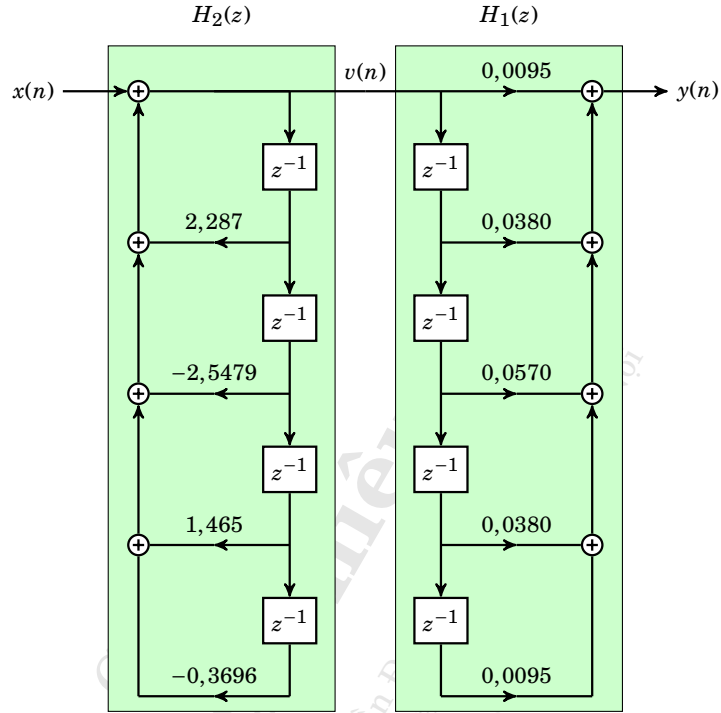 H₂(z) H₁(z)
x(n) v(n) 0,0095 y(n)
z⁻¹ z⁻¹
2,287 0,0380
z⁻¹ z⁻¹
−2,5479 0,0570
z⁻¹ z⁻¹
1,465 0,0380
z⁻¹ z⁻¹
−0,3696 0,0095